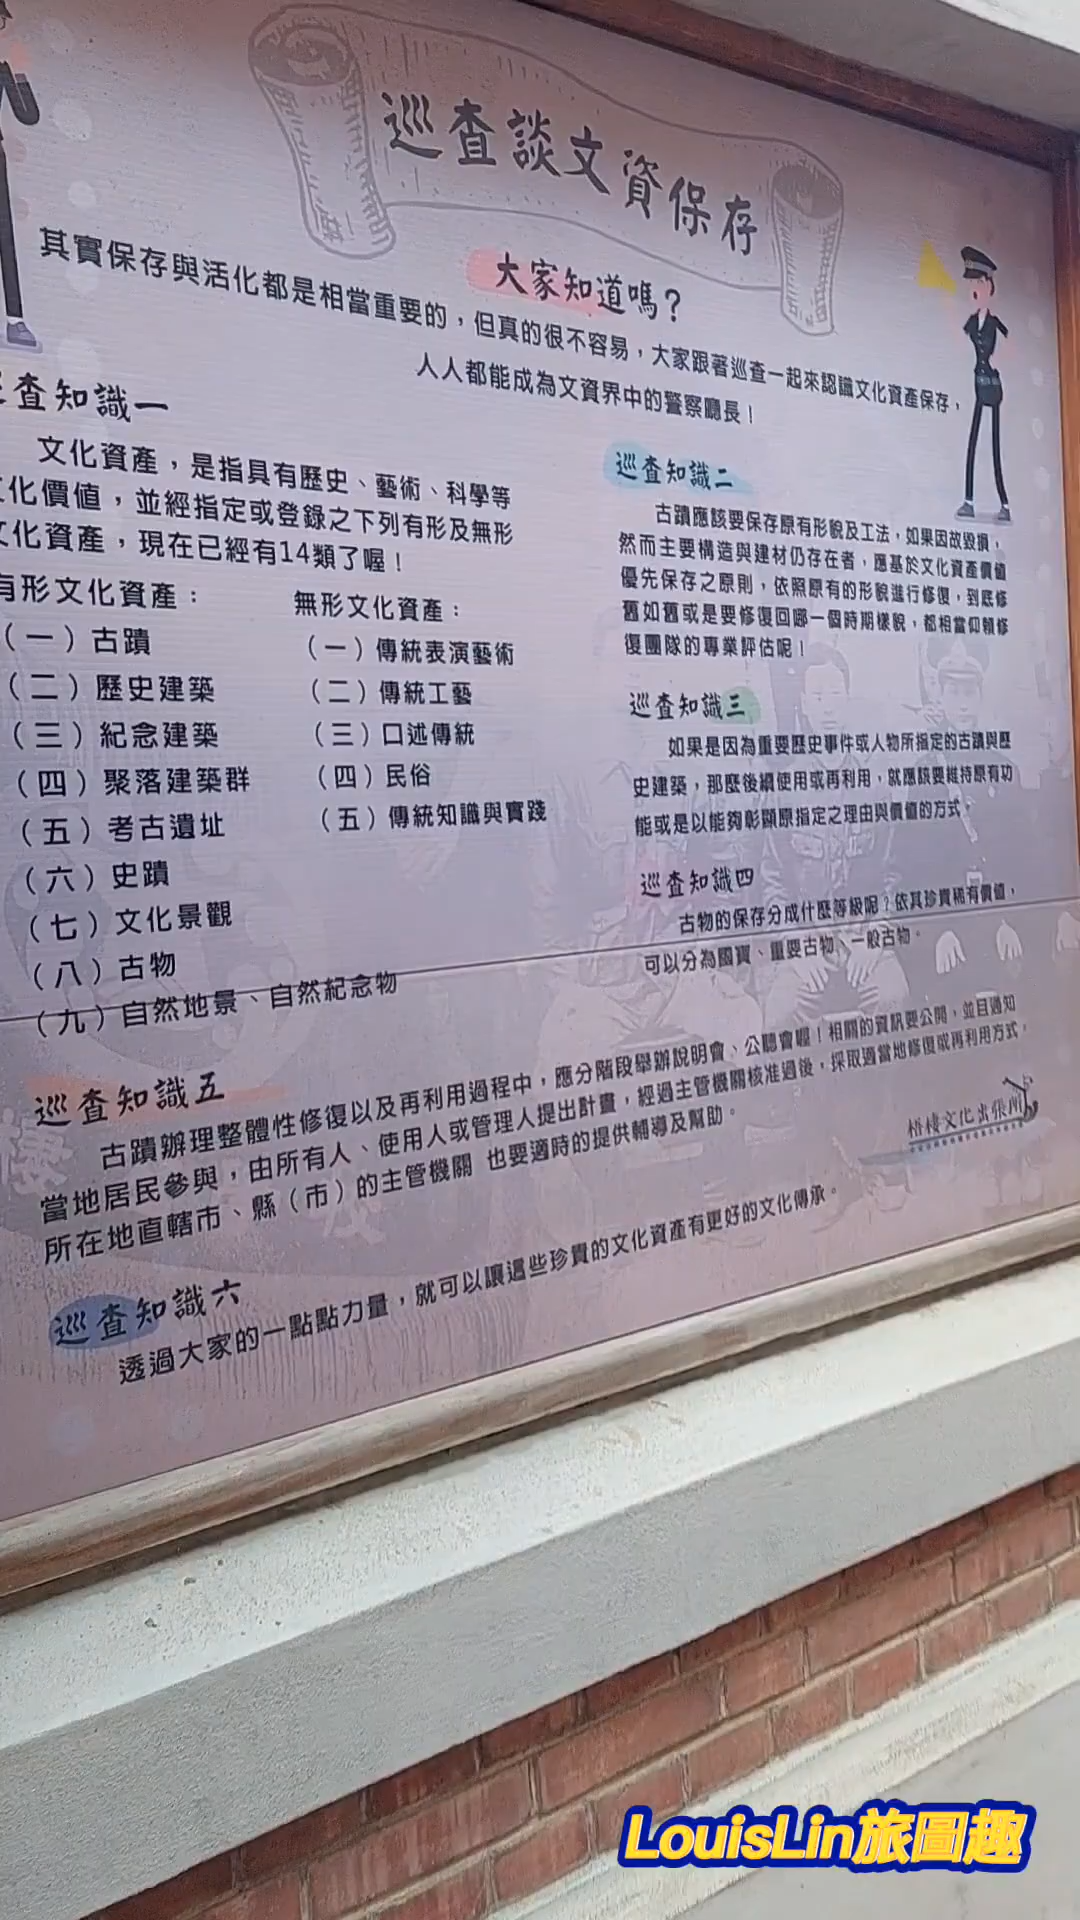 巡查談文資保存
大家知道嗎？
其實保存與活化都是相當重要的，但真的很不容易，大家跟著巡查一起來認識文化資產保存，
人人都能成為文資界中的警察廳長！
查知識一
文化資產，是指具有歷史、藝術、科學等
化價值，並經指定或登錄之下列有形及無形
文化資產，現在已經有14類了喔！
有形文化資產：
（一）古蹟
（二）歷史建築
（三）紀念建築
（四）聚落建築群
（五）考古遺址
（六）史蹟
（七）文化景觀
（八）古物
（九）自然地景、自然紀念物
無形文化資產：
（一）傳統表演藝術
（二）傳統工藝
（三）口述傳統
（四）民俗
（五）傳統知識與實踐
巡查知識二
古蹟應該要保存原有形貌及工法，如果因故毀損，
然而主要構造與建材仍存在者，應基於文化資產價值
優先保存之原則，依照原有的形貌進行修復，到底修
舊如舊或是要修復回哪一個時期樣貌，都相當仰賴修
復團隊的專業評估呢！
巡查知識三
如果是因為重要歷史事件或人物所指定的古蹟與歷
史建築，那麼後續使用或再利用，就應該要維持原有功
能或是以能夠彰顯原指定之理由與價值的方式。
巡查知識四
古物的保存分成什麼等級呢？依其珍貴稀有價值，
可以分為國寶、重要古物、一般古物。
巡查知識五
古蹟辦理整體性修復以及再利用過程中，應分階段舉辦說明會、公聽會喔！相關的資訊要公開，並且通知
當地居民參與，由所有人、使用人或管理人提出計畫，經過主管機關核准過後，採取適當地修復或再利用方式，
所在地直轄市、縣（市）的主管機關 也要適時的提供輔導及幫助。
巡查知識六
透過大家的一點點力量，就可以讓這些珍貴的文化資產有更好的文化傳承。
梧棲文化出張所
LouisLin旅圖趣